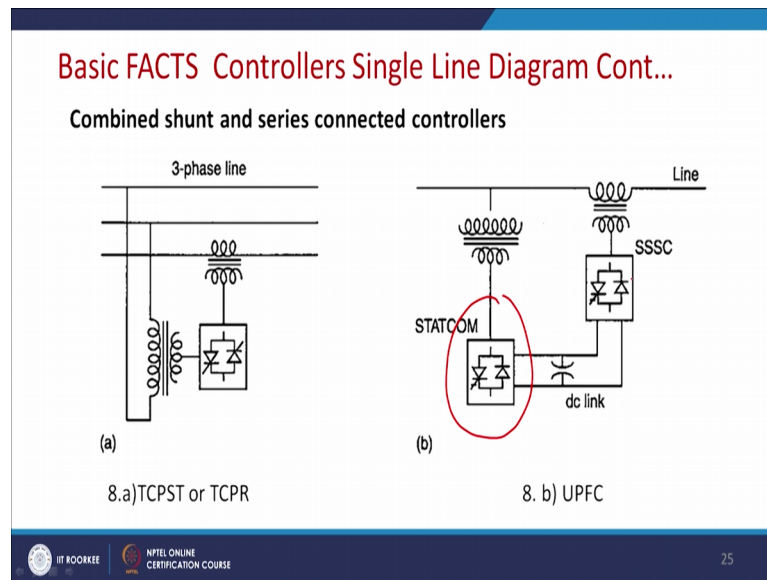 Basic FACTS Controllers Single Line Diagram Cont...
Combined shunt and series connected controllers
3-phase line
Line
SSSC
STATCOM
dc link
(a)
(b)
8.a)TCPST or TCPR
8. b) UPFC
IIT ROORKEE
NPTEL ONLINE
CERTIFICATION COURSE
25